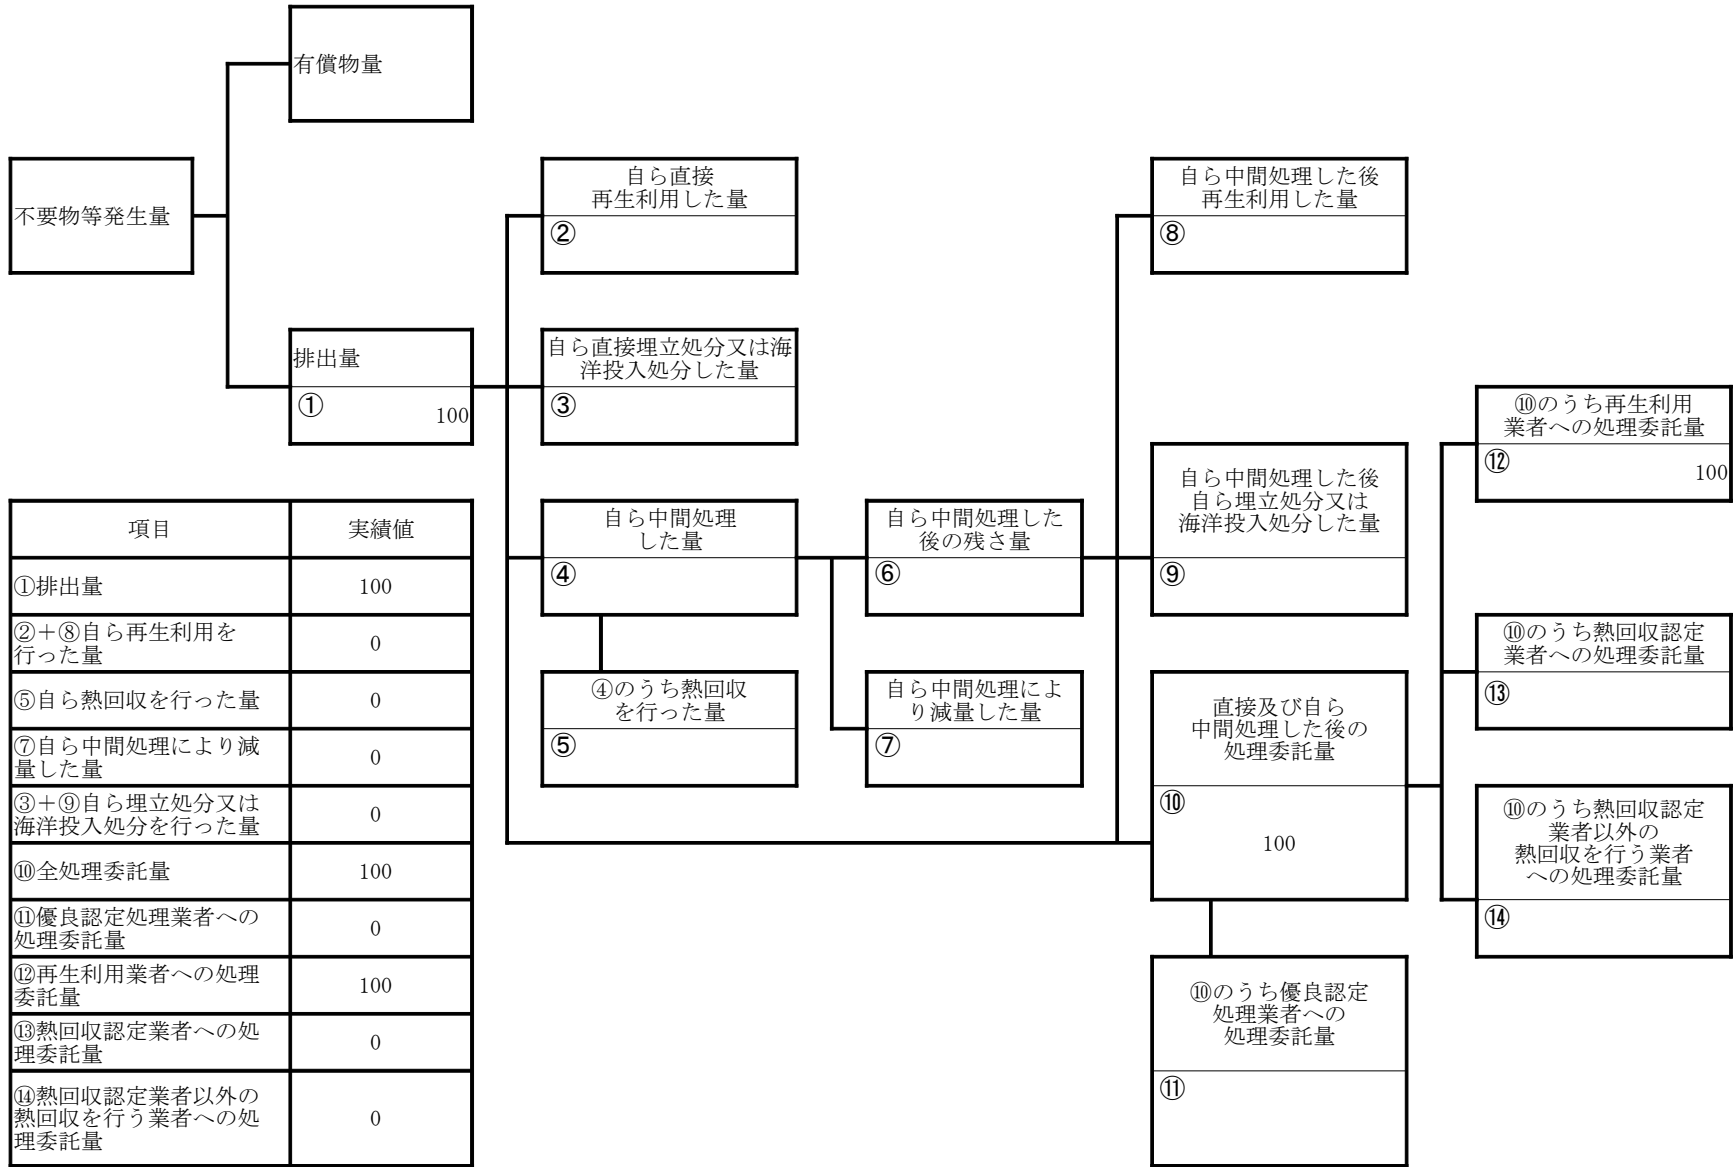 有償物量
不要物等発生量
自ら直接
再生利用した量
②
自ら中間処理した後
再生利用した量
⑧
排出量
①
100
自ら直接埋立処分又は海
洋投入処分した量
③
⑩のうち再生利用
業者への処理委託量
⑫
100
自ら中間処理
した量
④
自ら中間処理した
後の残さ量
⑥
自ら中間処理した後
自ら埋立処分又は
海洋投入処分した量
⑨
⑩のうち熱回収認定
業者への処理委託量
⑬
④のうち熱回収
を行った量
⑤
自ら中間処理によ
り減量した量
⑦
直接及び自ら
中間処理した後の
処理委託量
⑩
100
⑩のうち熱回収認定
業者以外の
熱回収を行う業者
への処理委託量
⑭
⑩のうち優良認定
処理業者への
処理委託量
⑪
項目 実績値
①排出量 100
②+⑧自ら再生利用を
行った量 0
⑤自ら熱回収を行った量 0
⑦自ら中間処理により減
量した量 0
③+⑨自ら埋立処分又は
海洋投入処分を行った量 0
⑩全処理委託量 100
⑪優良認定処理業者への
処理委託量 0
⑫再生利用業者への処理
委託量 100
⑬熱回収認定業者への処
理委託量 0
⑭熱回収認定業者以外の
熱回収を行う業者への処
理委託量 0